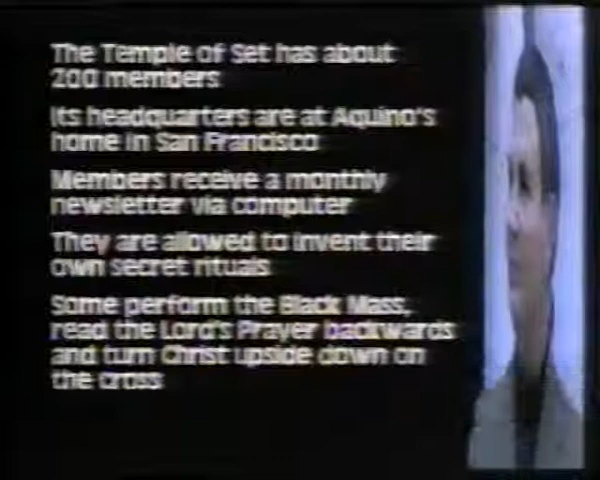 The Temple of Set has about
200 members
Its headquarters are at Aquino's
home in San Francisco
Members receive a monthly
newsletter via computer
They are allowed to invent their
own secret rituals
Some perform the Black Mass,
read the Lord's Prayer backwards
and turn Christ upside down on
the cross